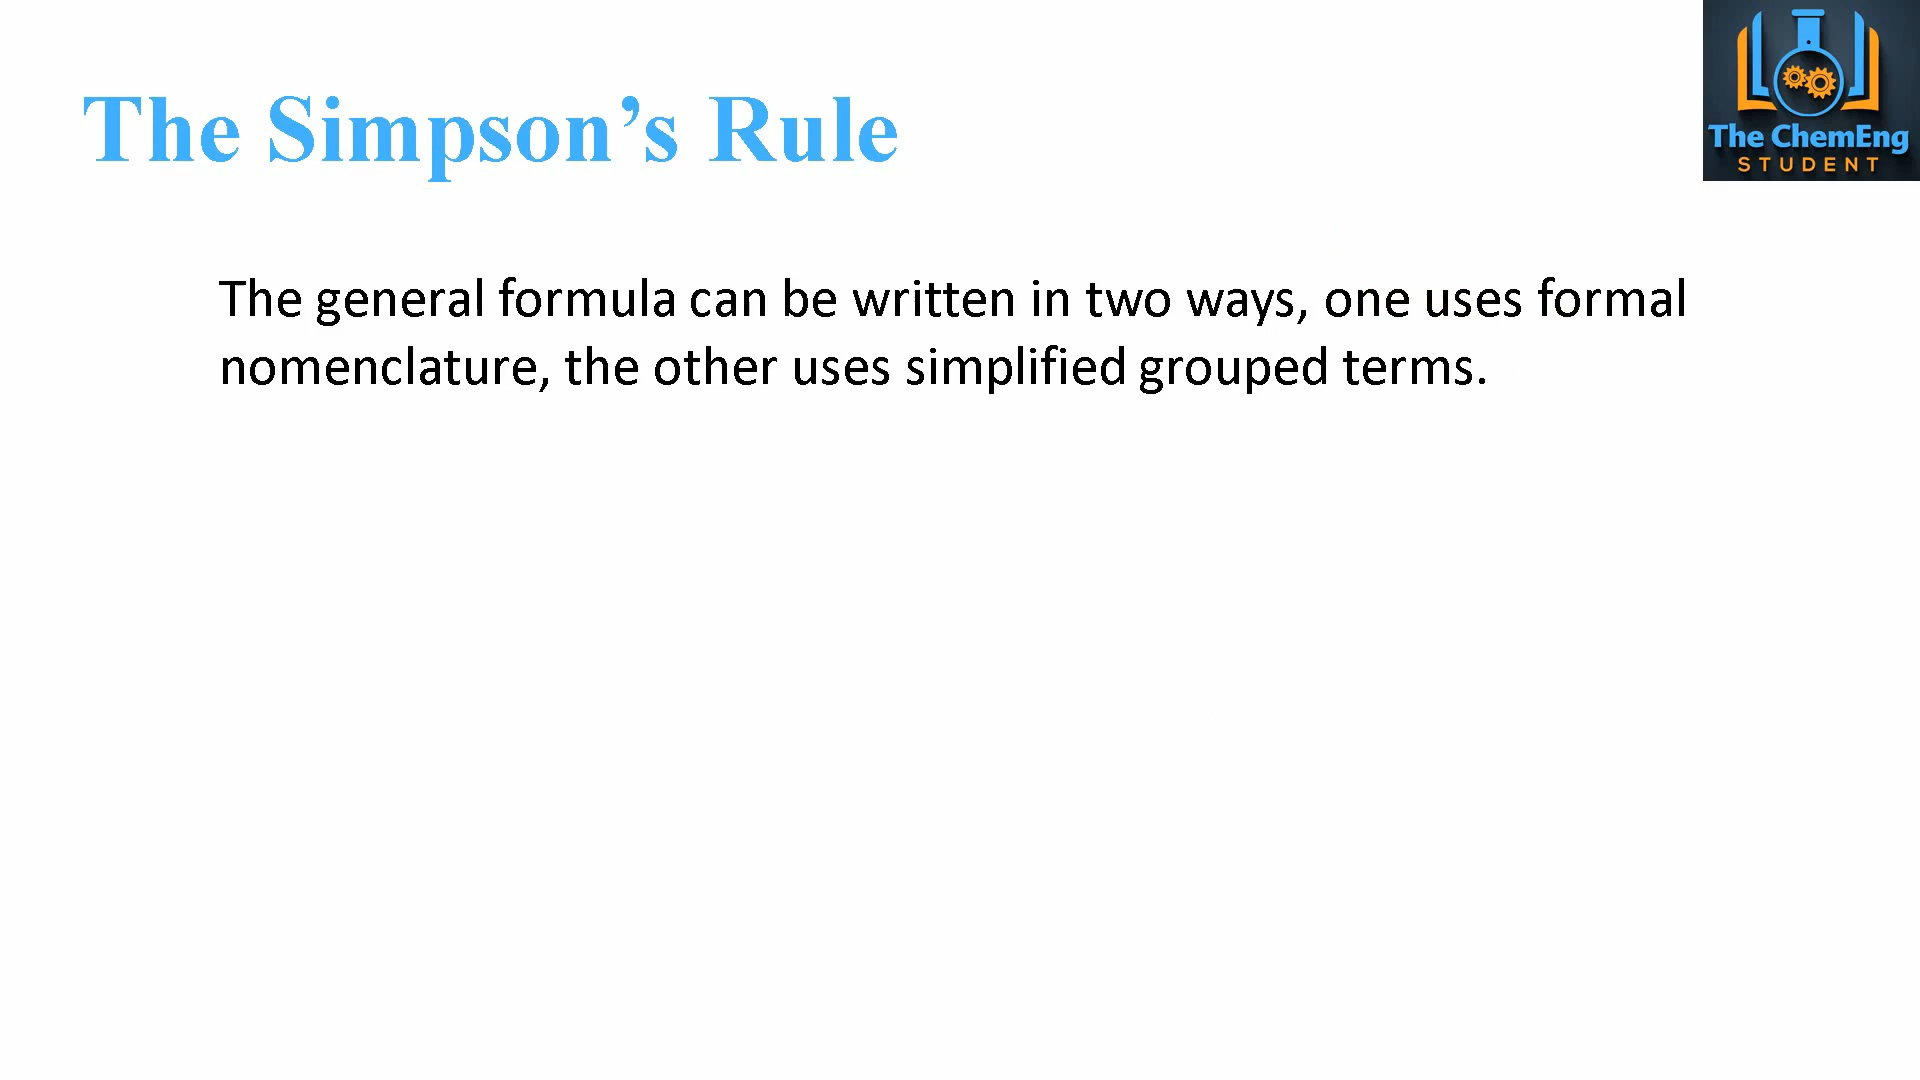 The Simpson’s Rule
The ChemEng
STUDENT
The general formula can be written in two ways, one uses formal
nomenclature, the other uses simplified grouped terms.